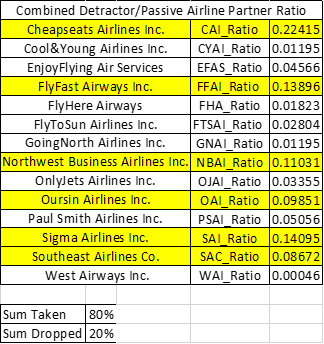 Combined Detractor/Passive Airline Partner Ratio
Cheapseats Airlines Inc. CAI_Ratio 0.22415
Cool&Young Airlines Inc. CYAI_Ratio 0.01195
EnjoyFlying Air Services EFAS_Ratio 0.04566
FlyFast Airways Inc. FFAI_Ratio 0.13896
FlyHere Airways FHA_Ratio 0.01823
FlyToSun Airlines Inc. FTSAI_Ratio 0.02804
GoingNorth Airlines Inc. GNAI_Ratio 0.01195
Northwest Business Airlines Inc. NBAI_Ratio 0.11031
OnlyJets Airlines Inc. OJAI_Ratio 0.03355
Oursin Airlines Inc. OAI_Ratio 0.09851
Paul Smith Airlines Inc. PSAI_Ratio 0.05056
Sigma Airlines Inc. SAI_Ratio 0.14095
Southeast Airlines Co. SAC_Ratio 0.08672
West Airways Inc. WAI_Ratio 0.00046
Sum Taken 80%
Sum Dropped 20%